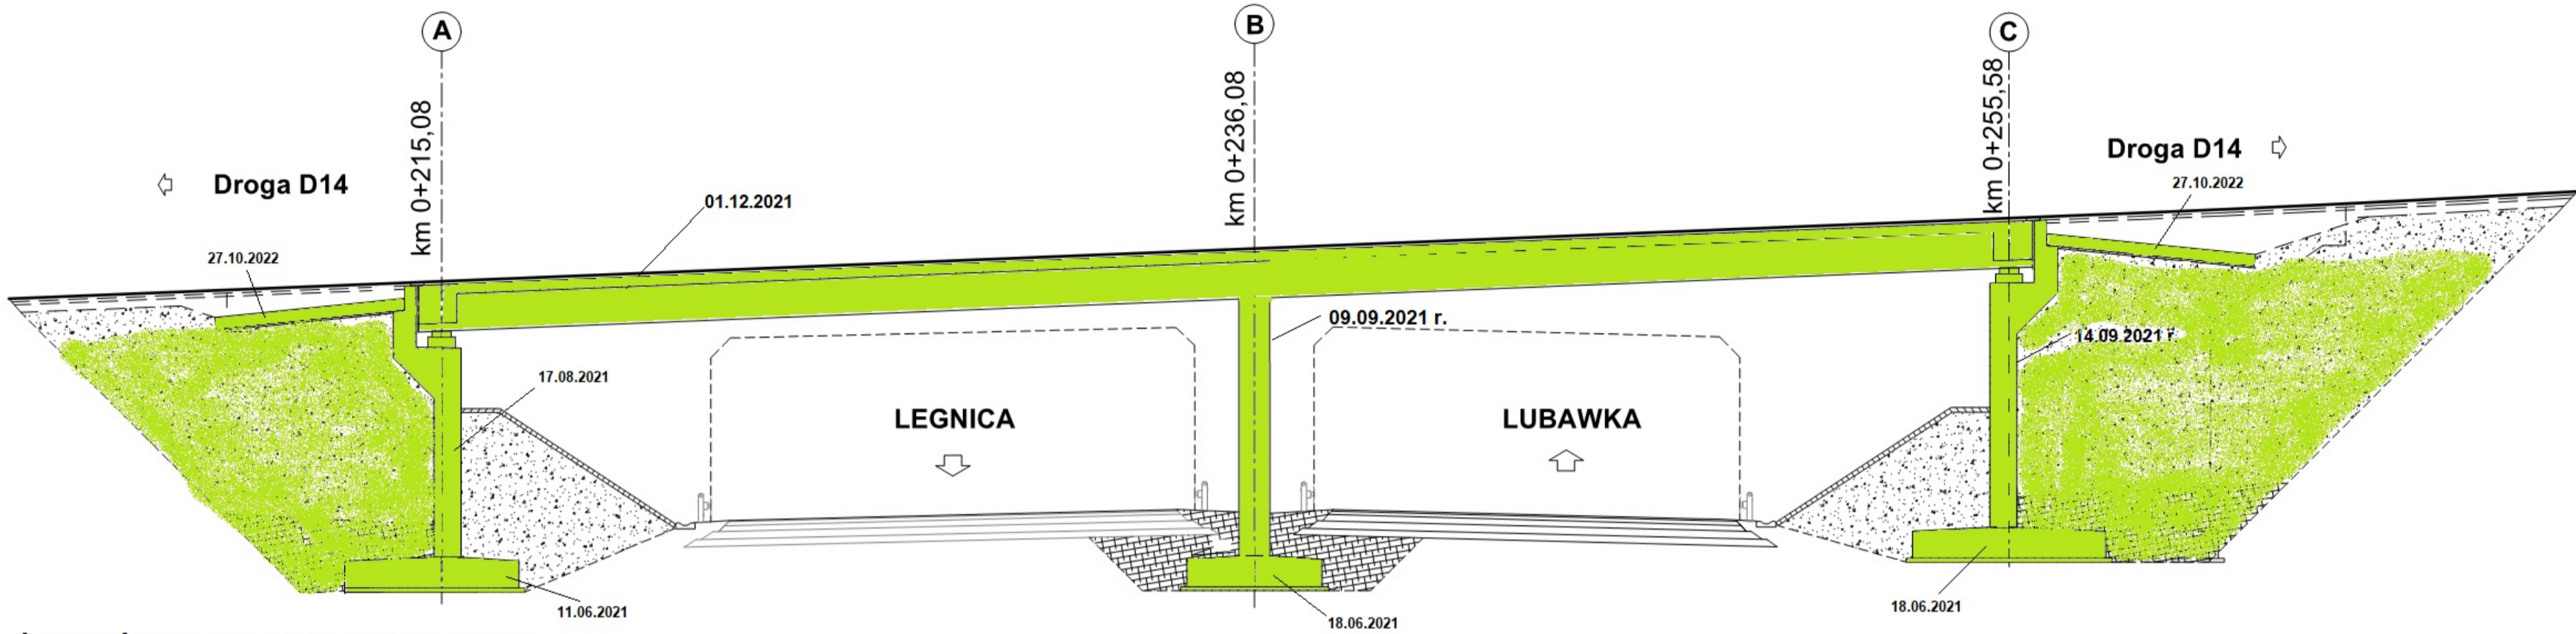 A
B
C
km 0+215,08
km 0+236,08
km 0+255,58
Droga D14
Droga D14
27.10.2022
01.12.2021
27.10.2022
09.09.2021 r.
14.09.2021 r.
17.08.2021
LEGNICA
LUBAWKA
11.06.2021
18.06.2021
18.06.2021